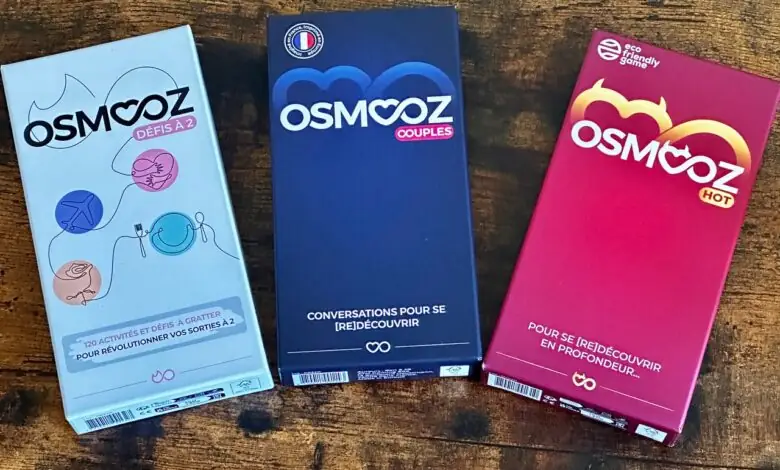 OSMOOZ
DÉFIS À 2
120 ACTIVITÉS ET DÉFIS À GRATTER
POUR RÉVOLUTIONNER VOS SORTIES À 2
OSMOOZ
COUPLES
CONVERSATIONS POUR SE
[RE]DÉCOUVRIR
eco
friendly
game
OSMOOZ
HOT
POUR SE [RE]DÉCOUVRIR
EN PROFONDEUR...